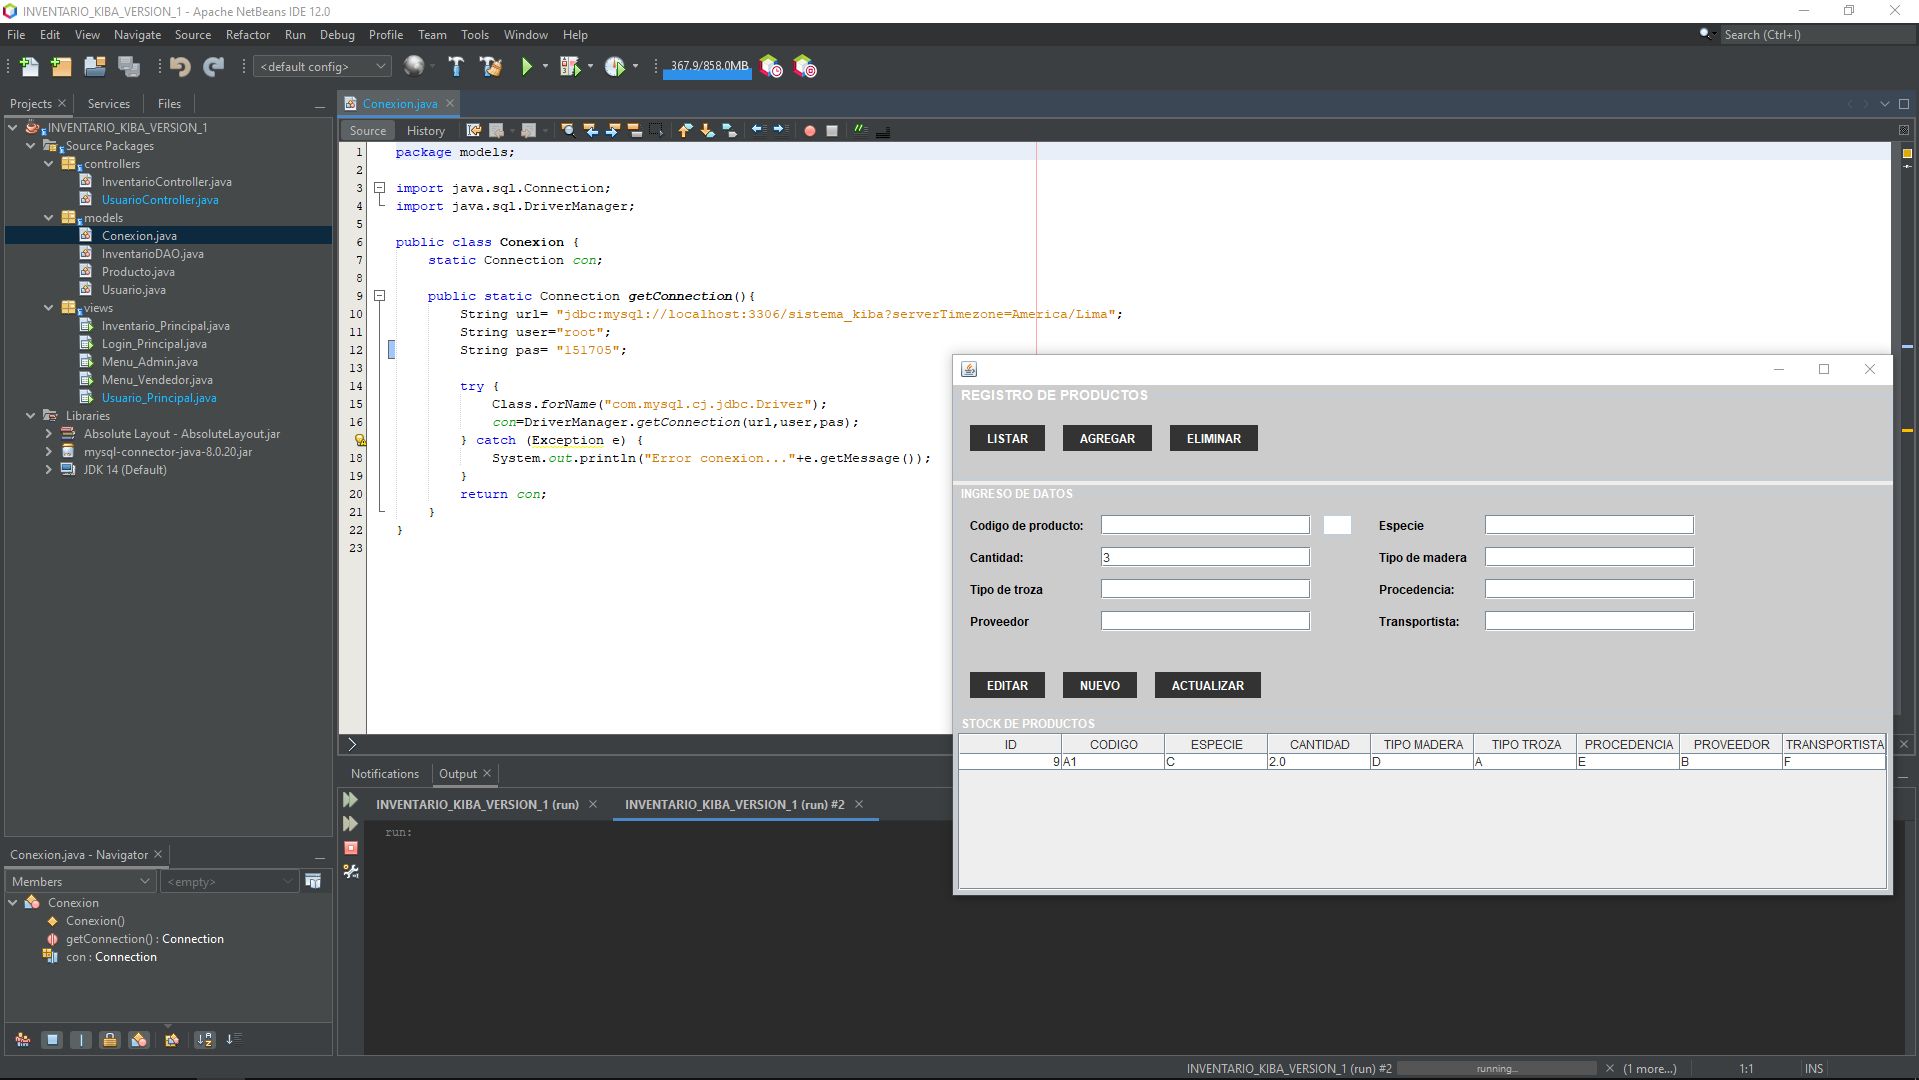 INVENTARIO_KIBA_VERSION_1 - Apache NetBeans IDE 12.0
File Edit View Navigate Source Refactor Run Debug Profile Team Tools Window Help
Search (Ctrl+I)
<default config>
367.9/858.0MB
Projects Services Files
INVENTARIO_KIBA_VERSION_1
Source Packages
controllers
InventarioController.java
UsuarioController.java
models
Conexion.java
InventarioDAO.java
Producto.java
Usuario.java
views
Inventario_Principal.java
Login_Principal.java
Menu_Admin.java
Menu_Vendedor.java
Usuario_Principal.java
Libraries
Absolute Layout - AbsoluteLayout.jar
mysql-connector-java-8.0.20.jar
JDK 14 (Default)
Conexion.java
Source History
1 package models;
2
3 import java.sql.Connection;
4 import java.sql.DriverManager;
5
6 public class Conexion {
7 static Connection con;
8
9 public static Connection getConnection(){
10 String url= "jdbc:mysql://localhost:3306/sistema_kiba?serverTimezone=America/Lima";
11 String user="root";
12 String pas= "151705";
13
14 try {
15 Class.forName("com.mysql.cj.jdbc.Driver");
16 con=DriverManager.getConnection(url,user,pas);
} catch (Exception e) {
18 System.out.println("Error conexion..."+e.getMessage());
19 }
20 return con;
21 }
22 }
23
REGISTRO DE PRODUCTOS
LISTAR AGREGAR ELIMINAR
INGRESO DE DATOS
Codigo de producto: Especie
Cantidad: 3 Tipo de madera
Tipo de troza Procedencia:
Proveedor Transportista:
EDITAR NUEVO ACTUALIZAR
STOCK DE PRODUCTOS
ID CODIGO ESPECIE CANTIDAD TIPO MADERA TIPO TROZA PROCEDENCIA PROVEEDOR TRANSPORTISTA
9 A1 C 2.0 D A E B F
Notifications Output
INVENTARIO_KIBA_VERSION_1 (run) INVENTARIO_KIBA_VERSION_1 (run) #2
run:
Conexion.java - Navigator
Members <empty>
Conexion
Conexion()
getConnection() : Connection
con : Connection
INVENTARIO_KIBA_VERSION_1 (run) #2 running... (1 more...) 1:1 INS